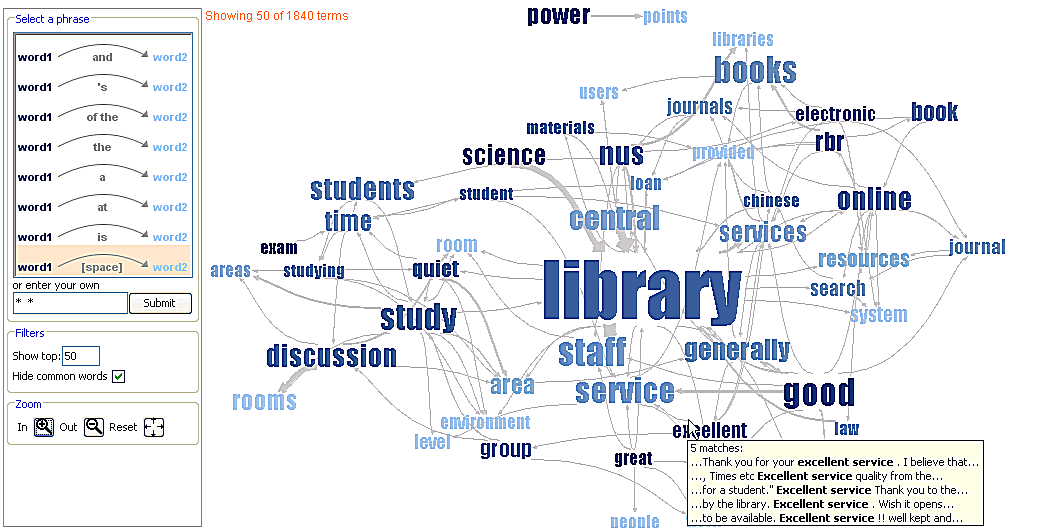 Select a phrase
word1 and word2
word1 's word2
word1 of the word2
word1 the word2
word1 a word2
word1 at word2
word1 is word2
word1 [space] word2
or enter your own
* *
Submit
Filters
Show top: 50
Hide common words
Zoom
In Out Reset
Showing 50 of 1840 terms
power points
libraries
books
users
journals electronic book
materials
rbr
science nus provided
loan
students student
chinese online
time central
services
exam room journal
areas studying quiet resources
library search
study system
discussion staff generally
area service good
rooms
environment
level excellent law
group
great
people
5 matches:
...Thank you for your excellent service . I believe that...
..., Times etc Excellent service quality from the...
...for a student." Excellent service Thank you to the...
...by the library. Excellent service . Wish it opens...
...to be available. Excellent service !! well kept and...